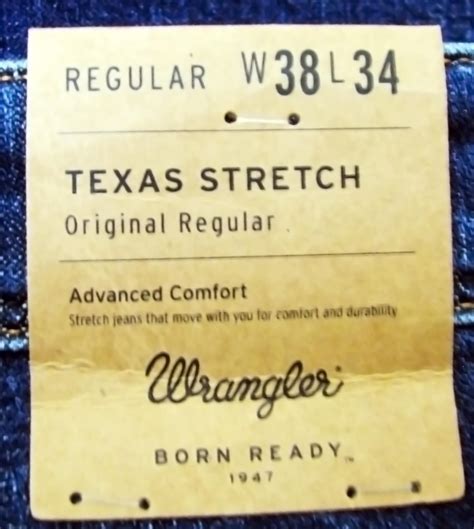 REGULAR W38 L34
TEXAS STRETCH
Original Regular
Advanced Comfort
Stretch jeans that move with you for comfort and durability
Wrangler
BORN READY™
1947